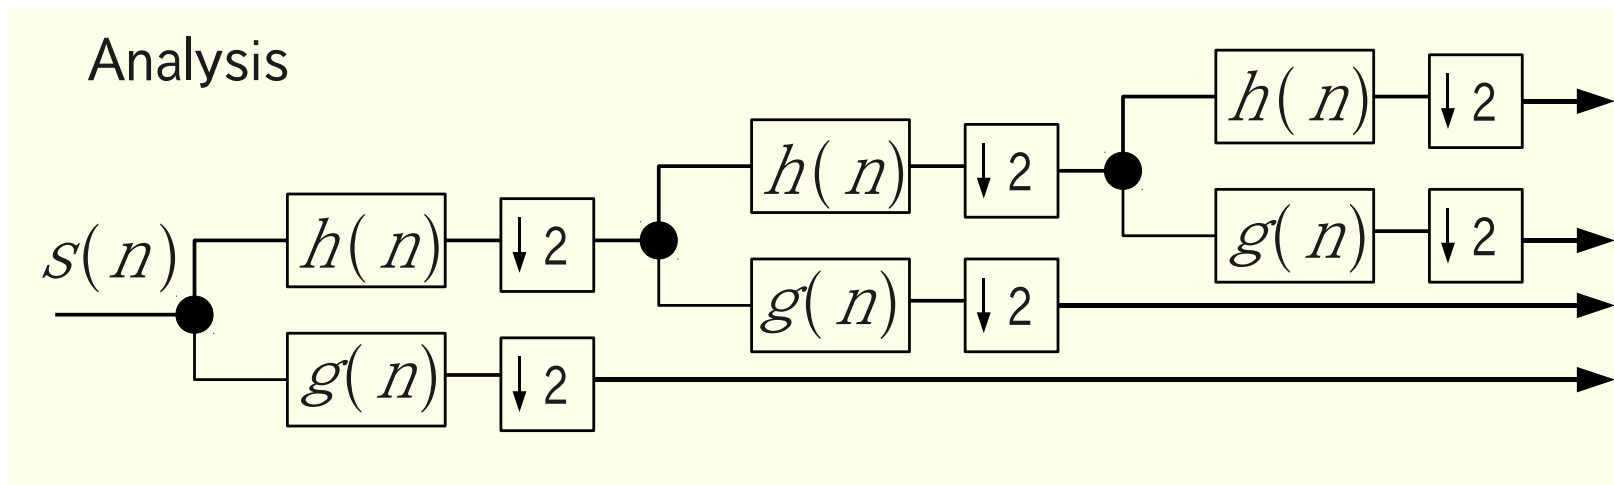 Analysis
h(n) ↓ 2
h(n) ↓ 2
g(n) ↓ 2
s(n) h(n) ↓ 2
g(n) ↓ 2
g(n) ↓ 2